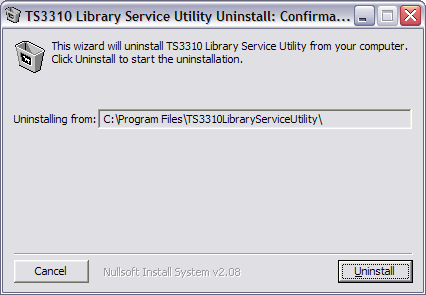 TS3310 Library Service Utility Uninstall: Confirma...
This wizard will uninstall TS3310 Library Service Utility from your computer.
Click Uninstall to start the uninstallation.
Uninstalling from: C:\Program Files\TS3310LibraryServiceUtility\
Cancel Nullsoft Install System v2.08 Uninstall